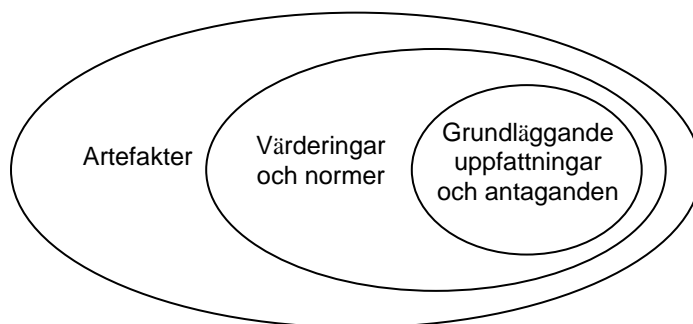 Artefakter
Värderingar
och normer
Grundläggande
uppfattningar
och antaganden